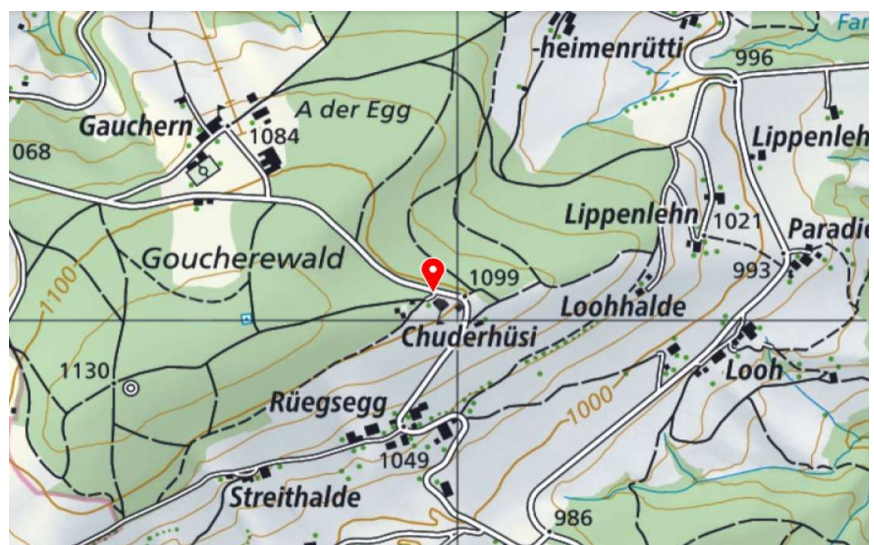 -heimenrütti
Far
996
Gauchern
1084
A der Egg
068
Lippenleh
Lippenlehn
1021
Paradie
Goucherewald
1099
993
1100
Loohhalde
Chuderhüsi
1130
Looh
Rüegsegg
1000
1049
Streithalde
986